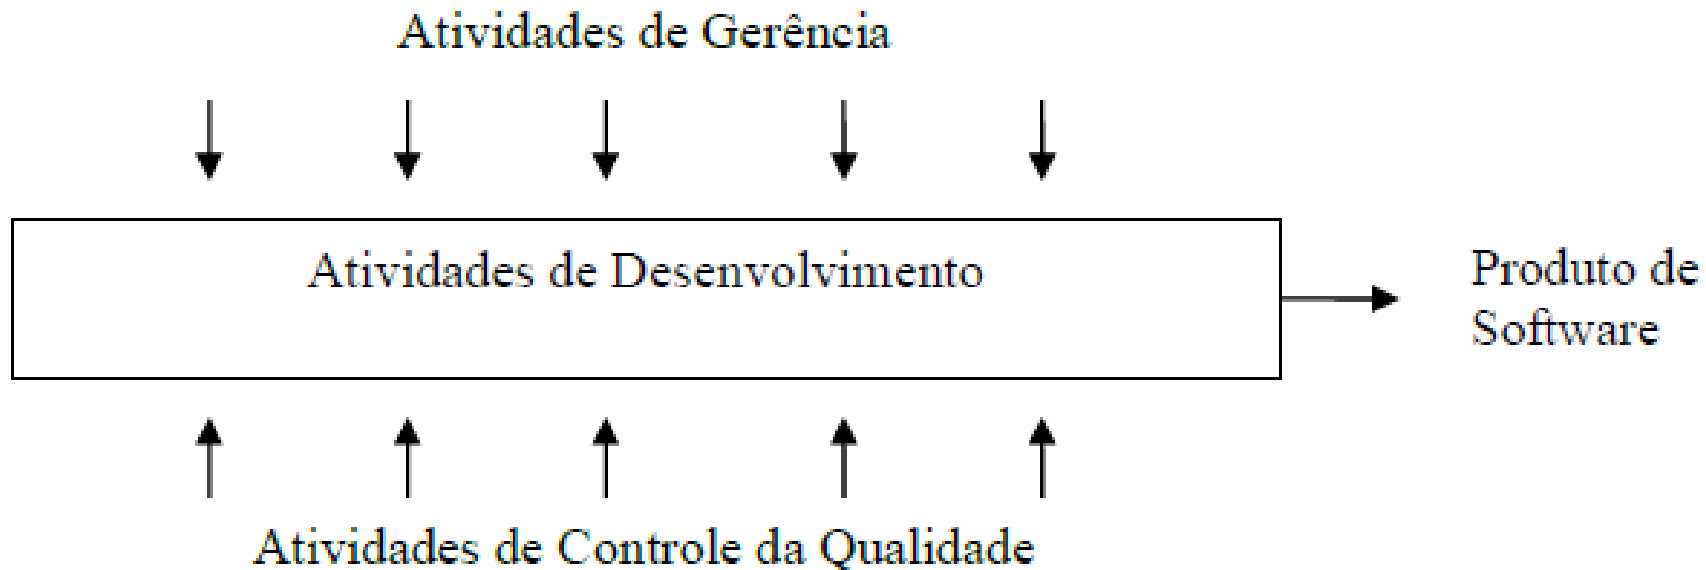 Atividades de Gerência
Atividades de Desenvolvimento
Produto de
Software
Atividades de Controle da Qualidade